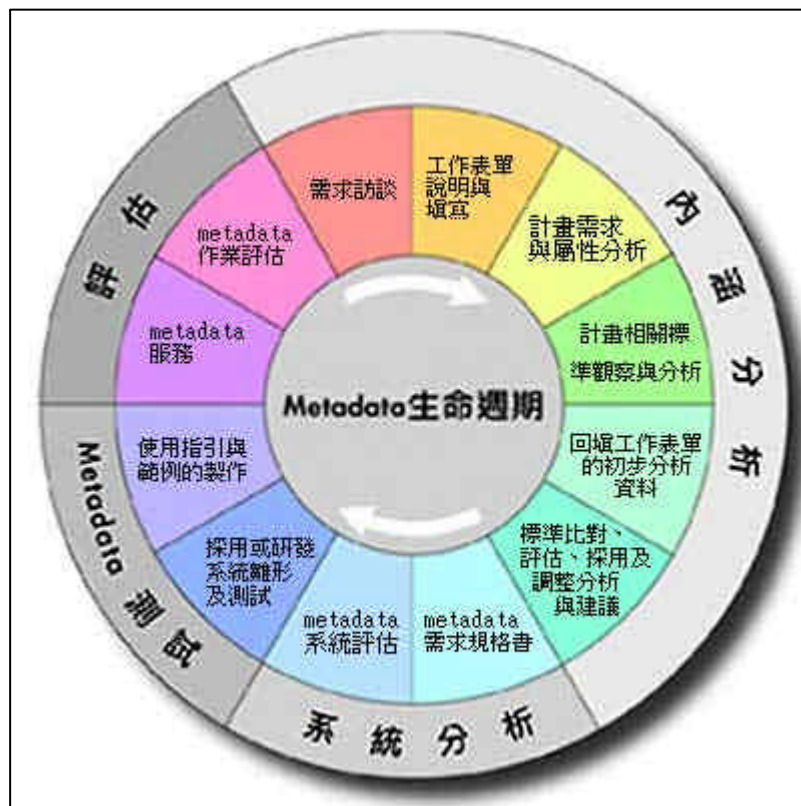 Metadata生命週期
內涵分析
需求訪談
工作表單
說明與
填寫
計畫需求
與屬性分析
計畫相關標
準觀察與分析
回填工作表單
的初步分析
資料
標準比對、
評估、採用及
調整分析
與建議
系統分析
metadata
需求規格書
metadata
系統評估
Metadata 測試
採用或研發
系統雛形
及測試
使用指引與
範例的製作
評估
metadata
服務
metadata
作業評估